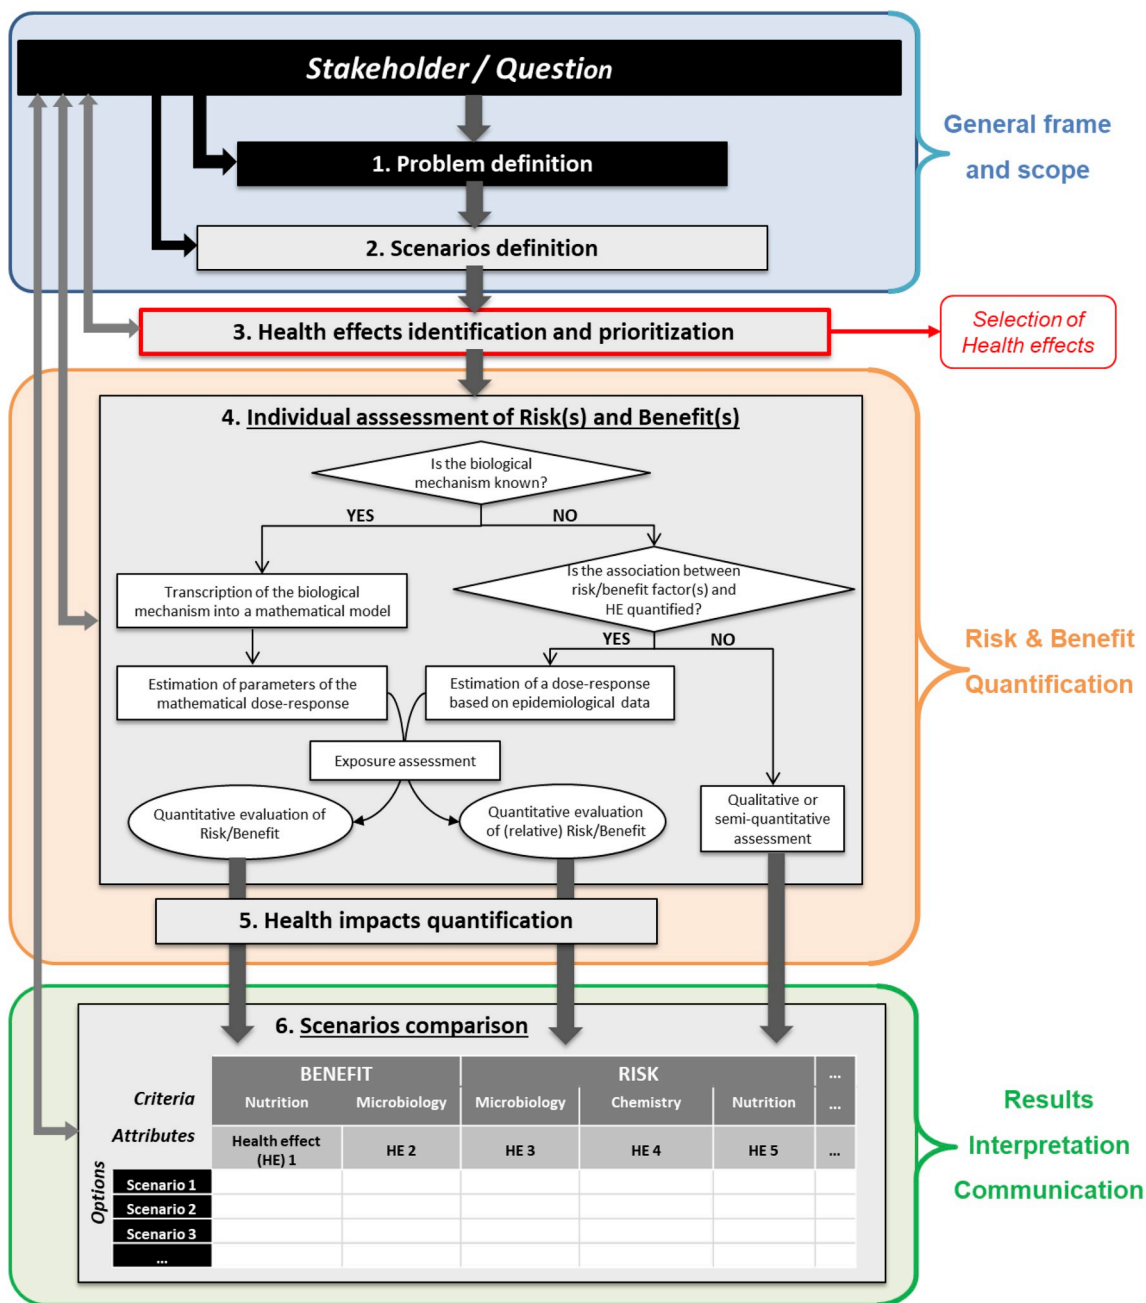 Stakeholder / Question
1. Problem definition
2. Scenarios definition
General frame
and scope
3. Health effects identification and prioritization
Selection of
Health effects
4. Individual asssessment of Risk(s) and Benefit(s)
Is the biological
mechanism known?
YES
NO
Transcription of the biological
mechanism into a mathematical model
Is the association between
risk/benefit factor(s) and
HE quantified?
YES
NO
Estimation of parameters of the
mathematical dose-response
Estimation of a dose-response
based on epidemiological data
Exposure assessment
Quantitative evaluation of
Risk/Benefit
Quantitative evaluation
of (relative) Risk/Benefit
Qualitative or
semi-quantitative
assessment
Risk & Benefit
Quantification
5. Health impacts quantification
6. Scenarios comparison
BENEFIT
RISK
...
Criteria
Nutrition
Microbiology
Microbiology
Chemistry
Nutrition
...
Attributes
Health effect
(HE) 1
HE 2
HE 3
HE 4
HE 5
...
Options
Scenario 1
Scenario 2
Scenario 3
...
Results
Interpretation
Communication